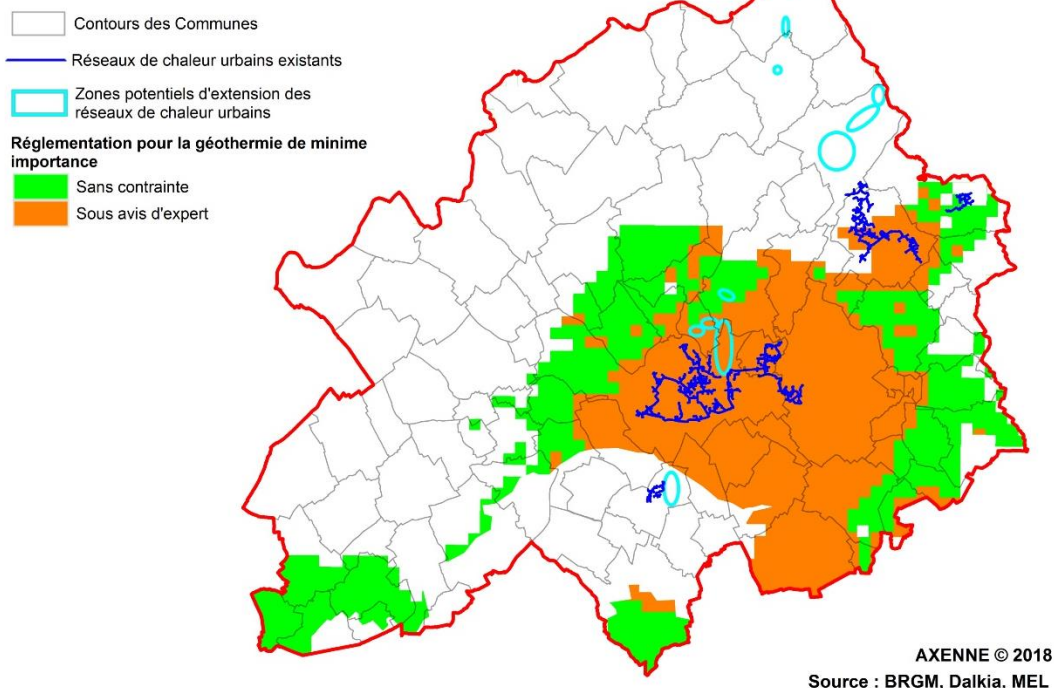 Contours des Communes
Réseaux de chaleur urbains existants
Zones potentiels d'extension des
réseaux de chaleur urbains
Réglementation pour la géothermie de minime
importance
Sans contrainte
Sous avis d'expert
AXENNE © 2018
Source : BRGM, Dalkia, MEL